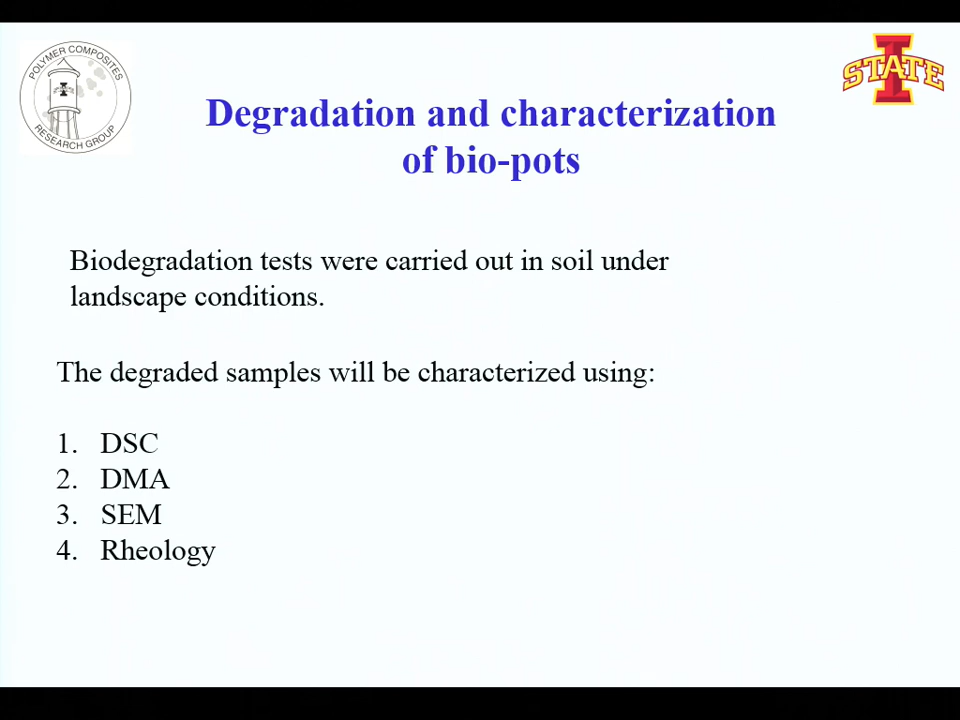 POLYMER COMPOSITES
RESEARCH GROUP
STATE
I
Degradation and characterization
of bio-pots
Biodegradation tests were carried out in soil under
landscape conditions.
The degraded samples will be characterized using:
1. DSC
2. DMA
3. SEM
4. Rheology